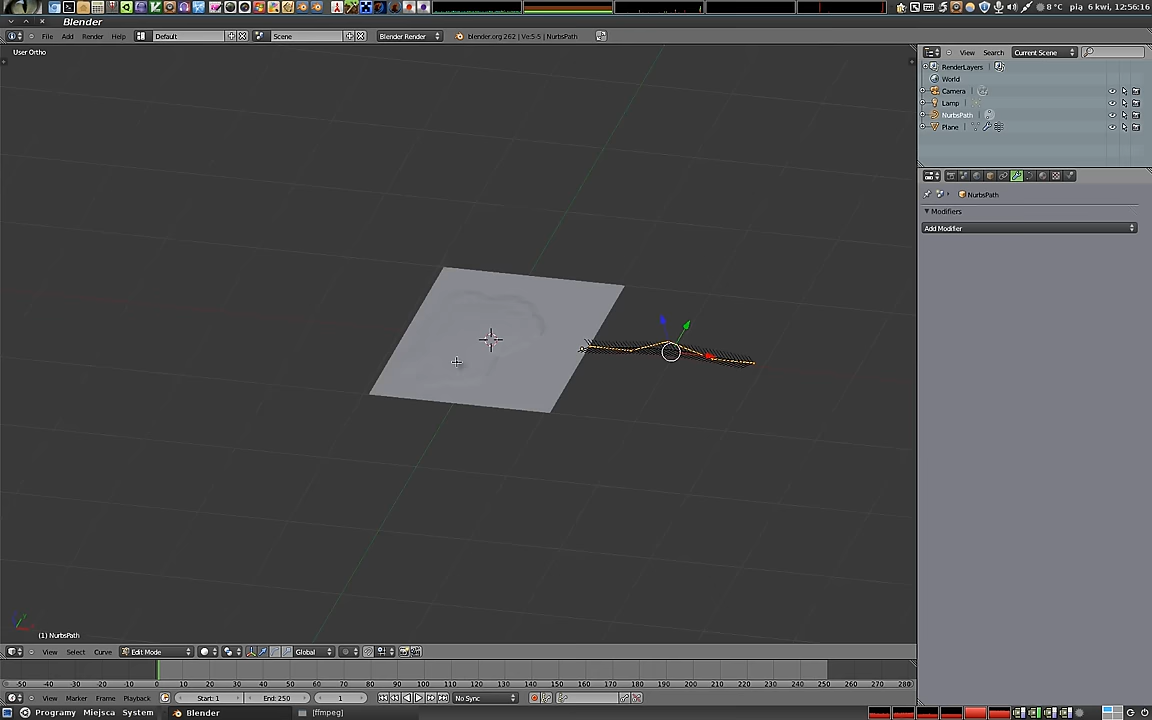 8 °C pią 6 kwi, 12:56:16
Blender
File Add Render Help Default Scene Blender Render blender.org 262 | Ve:5-5 | NurbsPath
User Ortho
View Search Current Scene
RenderLayers
World
Camera
Lamp
NurbsPath
Plane
NurbsPath
Modifiers
Add Modifier
(1) NurbsPath
View Select Curve Edit Mode Global
-50 -40 -30 -20 -10 0 10 20 30 40 50 60 70 80 90 100 110 120 130 140 150 160 170 180 190 200 210 220 230 240 250 260 270 280
View Marker Frame Playback Start: 1 End: 250 1 No Sync
Programy Miejsca System Blender [ffmpeg]